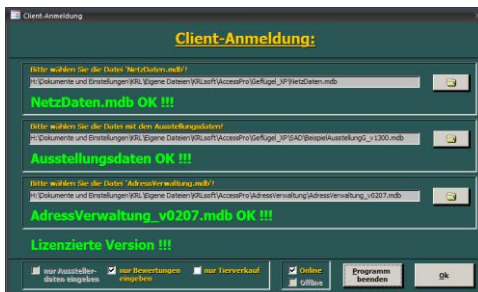 Client-Anmeldung
Client-Anmeldung:
Bitte wählen Sie die Datei 'NetzDaten.mdb'!
H:\Dokumente und Einstellungen\KRL\Eigene Dateien\KRLsoft\AccessPro\Geflügel_XP\NetzDaten.mdb
NetzDaten.mdb OK !!!
Bitte wählen Sie die Datei mit den Ausstellungsdaten!
H:\Dokumente und Einstellungen\KRL\Eigene Dateien\KRLsoft\AccessPro\Geflügel_XP\SAD\BeispielAusstellungG_v1300.mdb
Ausstellungsdaten OK !!!
Bitte wählen Sie die Datei 'AdressVerwaltung.mdb'!
H:\Dokumente und Einstellungen\KRL\Eigene Dateien\KRLsoft\AccessPro\AdressVerwaltung\AdressVerwaltung_v0207.mdb
AdressVerwaltung_v0207.mdb OK !!!
Lizenzierte Version !!!
nur Aussteller-
daten eingeben
nur Bewertungen
eingeben
nur Tierverkauf
Online
Offline
Programm
beenden
Ok